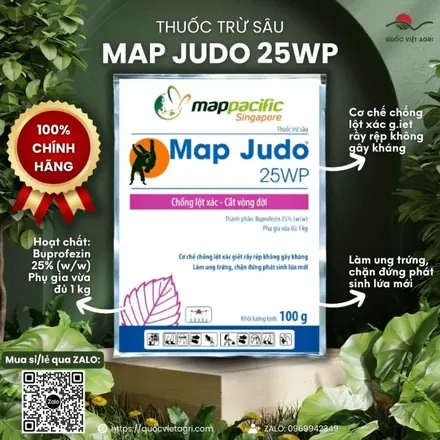 THUỐC TRỪ SÂU
MAP JUDO 25WP
QUỐC VIỆT AGRI
100%
CHÍNH
HÃNG
mappacific
Singapore
Thuốc trừ sâu
Map Judo®
25WP
Chống lột xác - Cắt vòng đời
Thành phần: Buprofezin 25% (w/w)
Phụ gia vừa đủ 1 kg
Cơ chế chống lột xác giết rầy rệp không gây kháng
Làm ung trứng, chặn đứng phát sinh lứa mới
Khối lượng tịnh: 100 g
Cơ chế chống
lột xác g.iet
rầy rệp không
gây kháng
Hoạt chất:
Buprofezin
25% (w/w)
Phụ gia vừa
đủ 1 kg
Làm ung trứng,
chặn đứng phát
sinh lứa mới
Mua sỉ/lẻ qua ZALO:
Zalo
https://quocvietagri.com/
ZALO: 0969942349